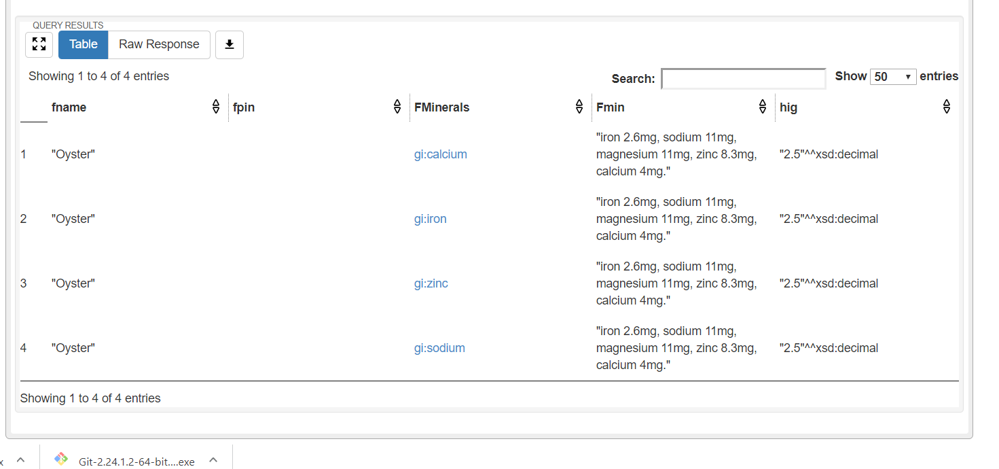 QUERY RESULTS
Table Raw Response
Showing 1 to 4 of 4 entries Search: Show 50 entries
fname fpin FMinerals Fmin hig
"iron 2.6mg, sodium 11mg,
1 "Oyster" gi:calcium magnesium 11mg, zinc 8.3mg, "2.5"^^xsd:decimal
calcium 4mg."
"iron 2.6mg, sodium 11mg,
2 "Oyster" gi:iron magnesium 11mg, zinc 8.3mg, "2.5"^^xsd:decimal
calcium 4mg."
"iron 2.6mg, sodium 11mg,
3 "Oyster" gi:zinc magnesium 11mg, zinc 8.3mg, "2.5"^^xsd:decimal
calcium 4mg."
"iron 2.6mg, sodium 11mg,
4 "Oyster" gi:sodium magnesium 11mg, zinc 8.3mg, "2.5"^^xsd:decimal
calcium 4mg."
Showing 1 to 4 of 4 entries
x Git-2.24.1.2-64-bit....exe